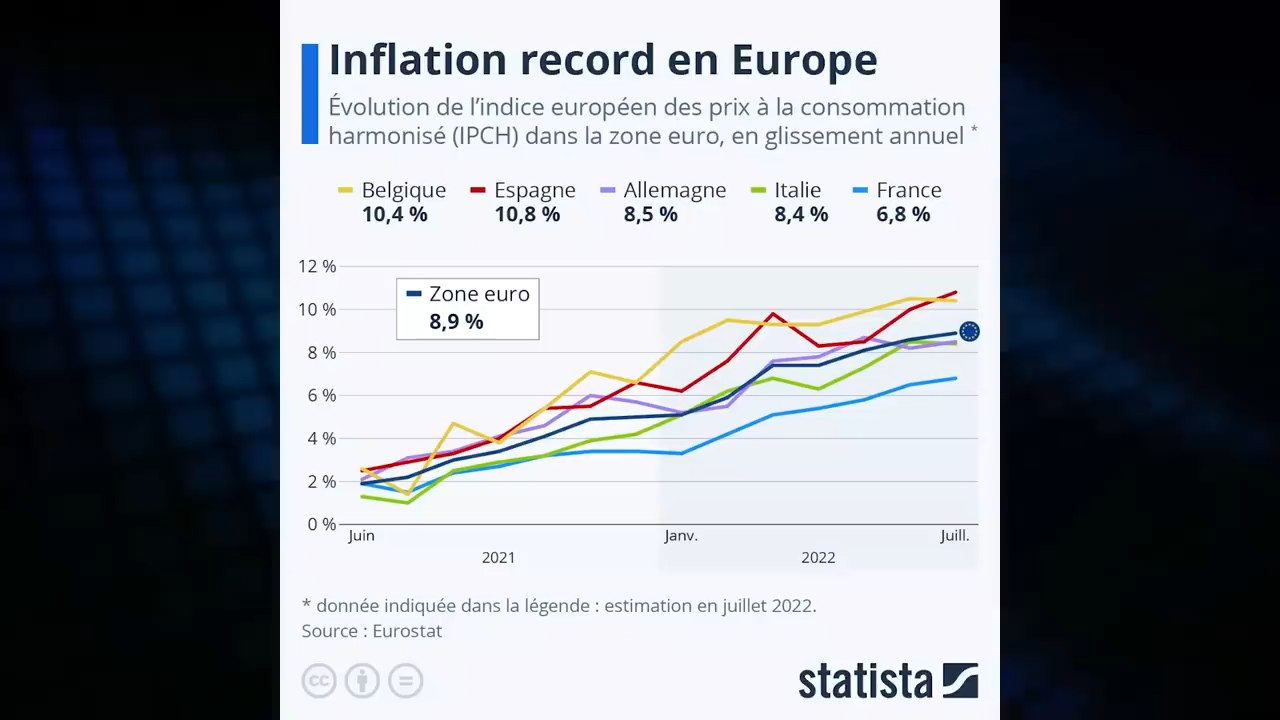 Inflation record en Europe
Évolution de l’indice européen des prix à la consommation
harmonisé (IPCH) dans la zone euro, en glissement annuel *
Belgique Espagne Allemagne Italie France
10,4 % 10,8 % 8,5 % 8,4 % 6,8 %
12 %
Zone euro
10 %
8,9 %
8 %
6 %
4 %
2 %
0 %
Juin Janv. Juill.
2021 2022
* donnée indiquée dans la légende : estimation en juillet 2022.
Source : Eurostat
cc =
statista